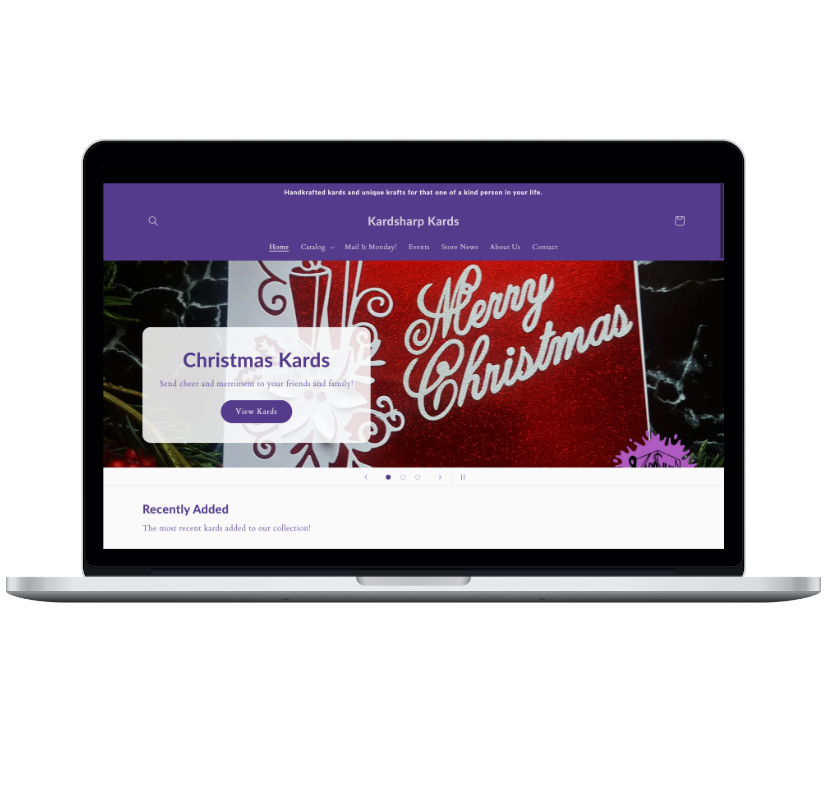 Handkrafted kards and unique krafts for that one of a kind person in your life.
Kardsharp Kards
Home Catalog Mail It Monday! Events Store News About Us Contact
Merry
Christmas
Christmas Kards
Send cheer and merriment to your friends and family!
View Kards
Recently Added
The most recent kards added to our collection!